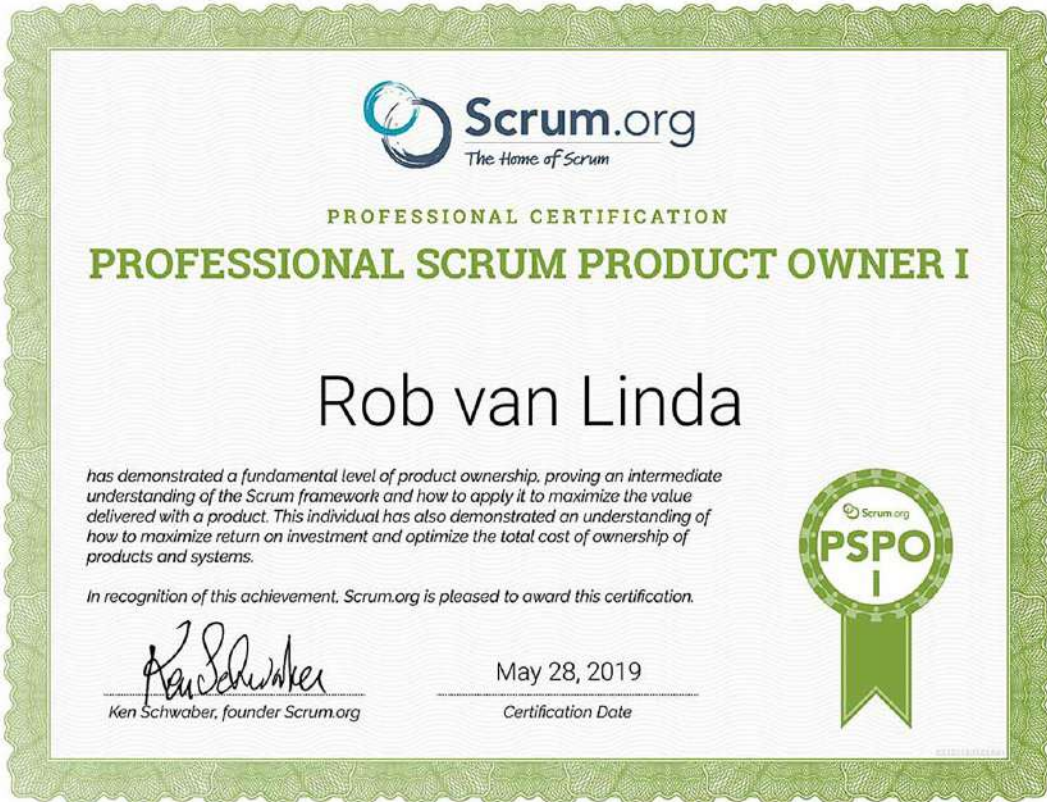 Scrum.org
The Home of Scrum
PROFESSIONAL CERTIFICATION
PROFESSIONAL SCRUM PRODUCT OWNER I
Rob van Linda
has demonstrated a fundamental level of product ownership, proving an intermediate
understanding of the Scrum framework and how to apply it to maximize the value
delivered with a product. This individual has also demonstrated an understanding of
how to maximize return on investment and optimize the total cost of ownership of
products and systems.
In recognition of this achievement, Scrum.org is pleased to award this certification.
Scrum.org
PSPO
I
Ken Schwaber
May 28, 2019
Ken Schwaber, founder Scrum.org
Certification Date